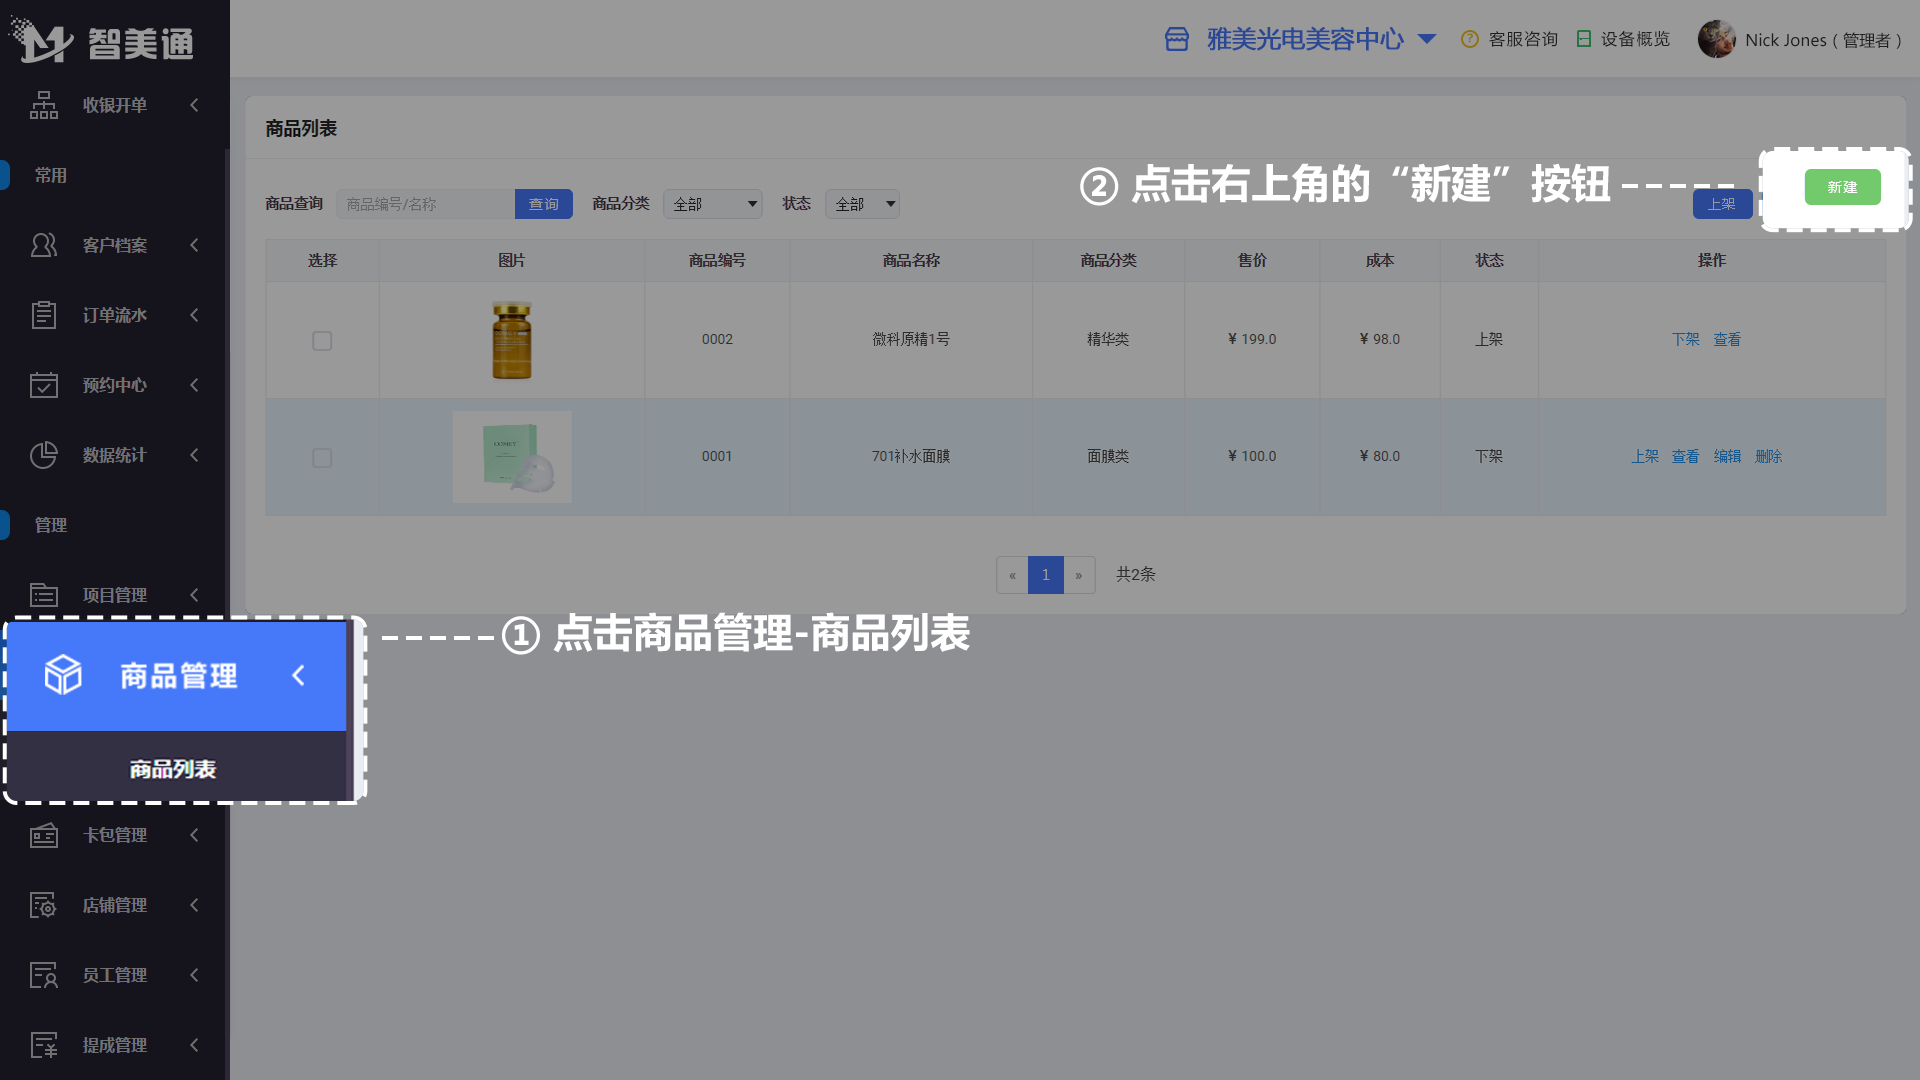 智美通
雅美光电美容中心
客服咨询
设备概览
Nick Jones ( 管理者 )
收银开单
常用
客户档案
订单流水
预约中心
数据统计
管理
项目管理
商品管理
商品列表
卡包管理
店铺管理
员工管理
提成管理
商品列表
② 点击右上角的“新建”按钮
商品查询 商品编号/名称 查询 商品分类 全部 状态 全部 上架 新建
选择 图片 商品编号 商品名称 商品分类 售价 成本 状态 操作
0002 微科原精1号 精华类 ¥ 199.0 ¥ 98.0 上架 下架 查看
0001 701补水面膜 面膜类 ¥ 100.0 ¥ 80.0 下架 上架 查看 编辑 删除
« 1 » 共2条
① 点击商品管理-商品列表